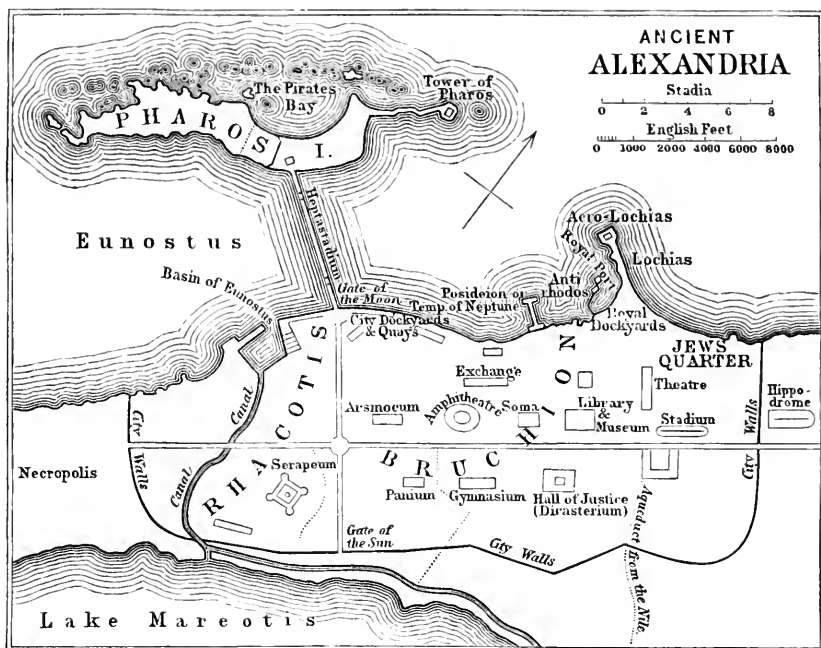 ANCIENT
ALEXANDRIA
Stadia
0 2 4 6 8
English Feet
0 1000 2000 4000 6000 8000
The Pirates
Bay
Tower of
Pharos
PHAROS I.
Heptastadium
Eunostus
Basin of Eunostus
Gate of
the Moon
Acro-Lochias
Royal Port
Lochias
Anti
rhodos
Posideion or
Temp. of Neptune
Royal
Dockyards
City Dockyards
& Quays
JEWS
QUARTER
Exchange
Theatre
Hippo-
drome
Arsinoeum
Amphitheatre
Soma
Library
&
Museum
Stadium
City
Walls
Canal
Walls
City
Necropolis
Canal
RHACOTIS
BRUCHION
Serapeum
Panium
Gymnasium
Hall of Justice
(Dicasterium)
Gate of
the Sun
City Walls
Aqueduct from the Nile
Lake Mareotis